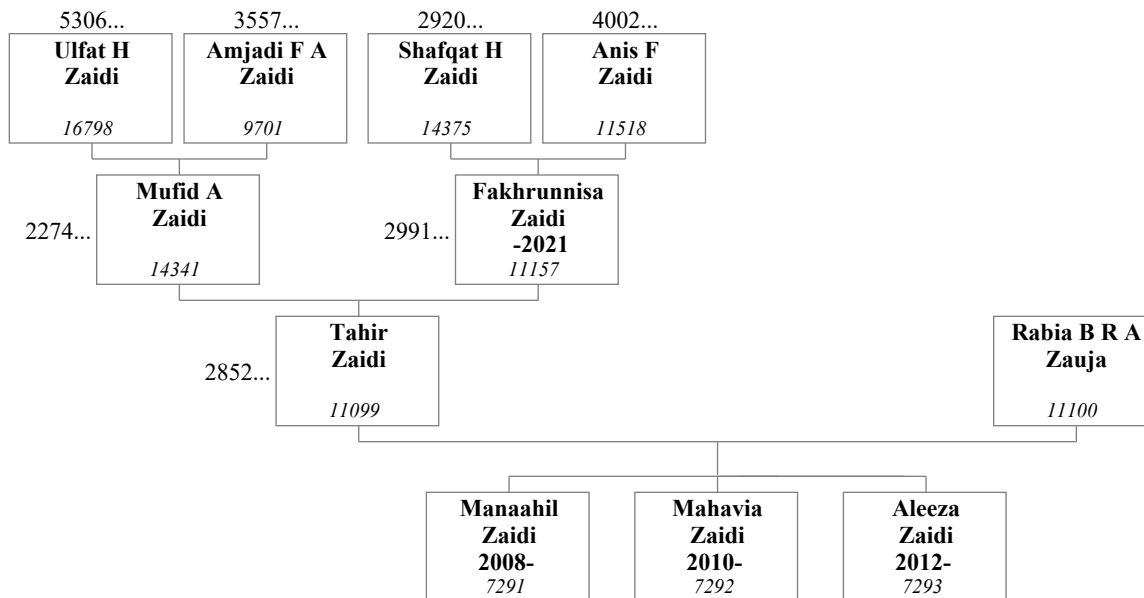 5306...
3557...
2920...
4002...
Ulfat H
Zaidi
16798
Amjadi F A
Zaidi
9701
Shafqat H
Zaidi
14375
Anis F
Zaidi
11518
2274...
Mufid A
Zaidi
14341
2991...
Fakhrunnisa
Zaidi
-2021
11157
2852...
Tahir
Zaidi
11099
Rabia B R A
Zauja
11100
Manaahil
Zaidi
2008-
7291
Mahavia
Zaidi
2010-
7292
Aleeza
Zaidi
2012-
7293